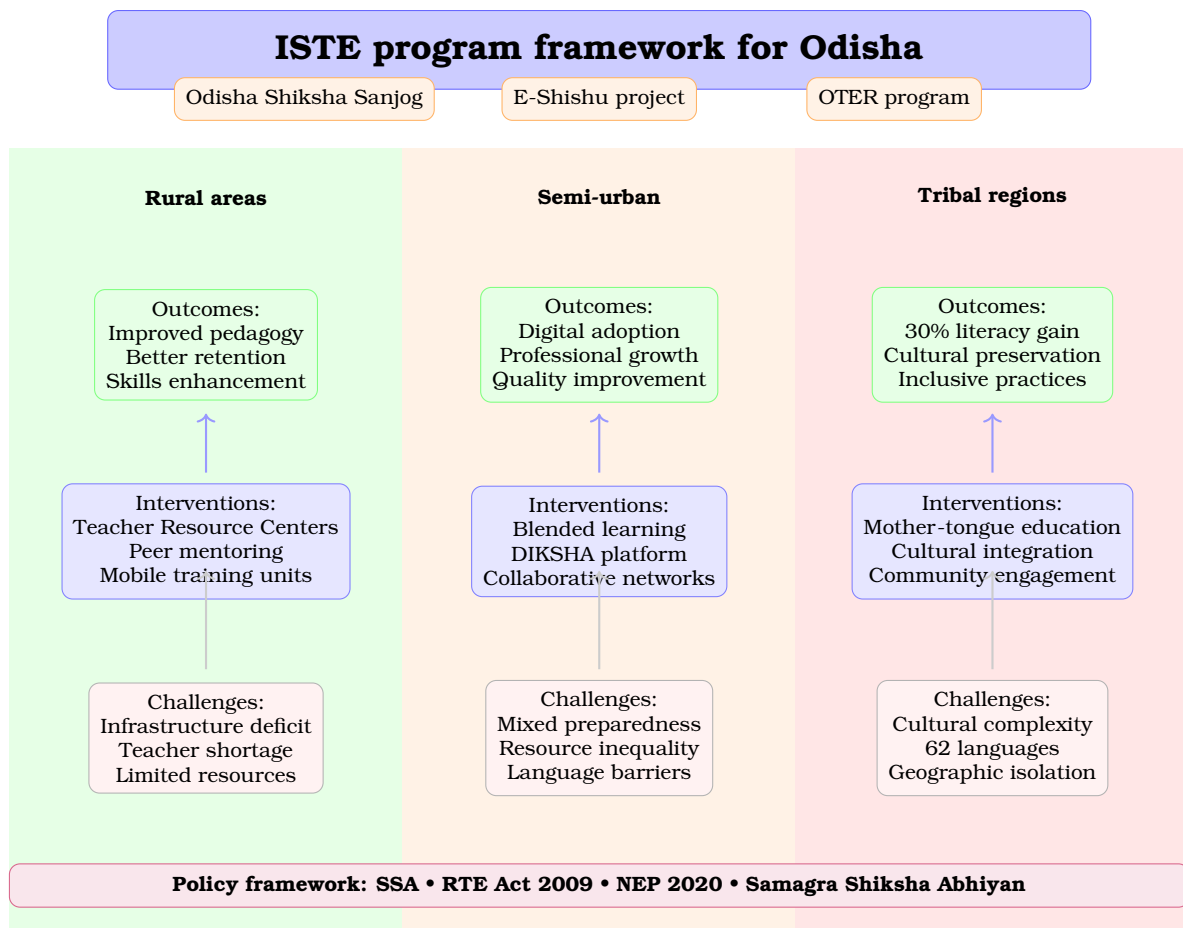 ISTE program framework for Odisha
Odisha Shiksha Sanjog
E-Shishu project
OTER program
Rural areas
Semi-urban
Tribal regions
Outcomes:
Improved pedagogy
Better retention
Skills enhancement
Outcomes:
Digital adoption
Professional growth
Quality improvement
Outcomes:
30% literacy gain
Cultural preservation
Inclusive practices
Interventions:
Teacher Resource Centers
Peer mentoring
Mobile training units
Interventions:
Blended learning
DIKSHA platform
Collaborative networks
Interventions:
Mother-tongue education
Cultural integration
Community engagement
Challenges:
Infrastructure deficit
Teacher shortage
Limited resources
Challenges:
Mixed preparedness
Resource inequality
Language barriers
Challenges:
Cultural complexity
62 languages
Geographic isolation
Policy framework: SSA • RTE Act 2009 • NEP 2020 • Samagra Shiksha Abhiyan